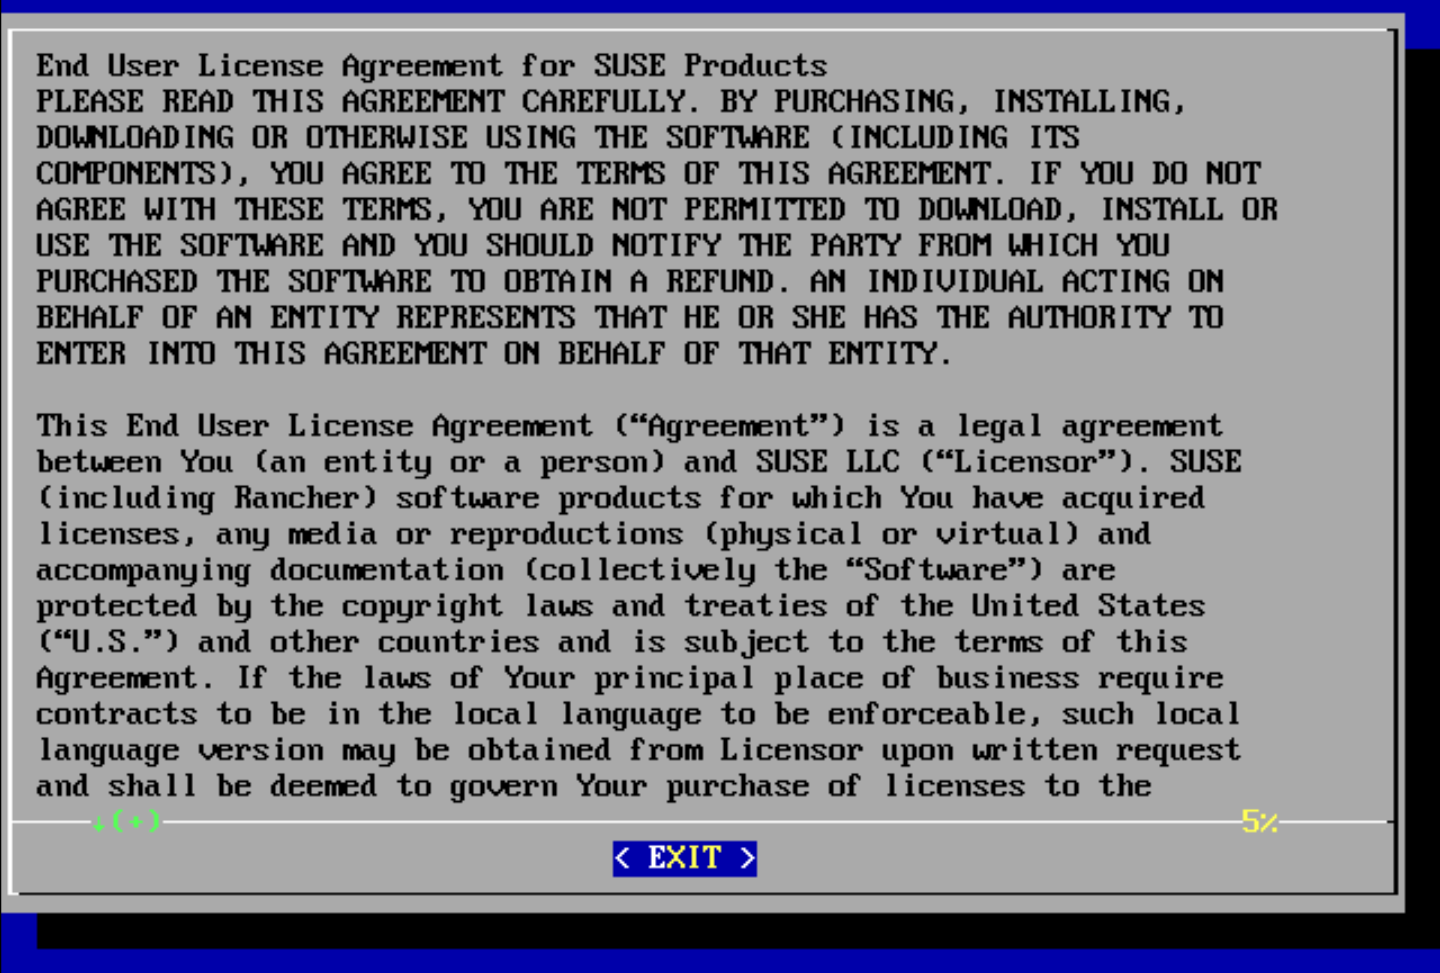 End User License Agreement for SUSE Products
PLEASE READ THIS AGREEMENT CAREFULLY. BY PURCHASING, INSTALLING,
DOWNLOADING OR OTHERWISE USING THE SOFTWARE (INCLUDING ITS
COMPONENTS), YOU AGREE TO THE TERMS OF THIS AGREEMENT. IF YOU DO NOT
AGREE WITH THESE TERMS, YOU ARE NOT PERMITTED TO DOWNLOAD, INSTALL OR
USE THE SOFTWARE AND YOU SHOULD NOTIFY THE PARTY FROM WHICH YOU
PURCHASED THE SOFTWARE TO OBTAIN A REFUND. AN INDIVIDUAL ACTING ON
BEHALF OF AN ENTITY REPRESENTS THAT HE OR SHE HAS THE AUTHORITY TO
ENTER INTO THIS AGREEMENT ON BEHALF OF THAT ENTITY.
This End User License Agreement (“Agreement”) is a legal agreement
between You (an entity or a person) and SUSE LLC (“Licensor”). SUSE
(including Rancher) software products for which You have acquired
licenses, any media or reproductions (physical or virtual) and
accompanying documentation (collectively the “Software”) are
protected by the copyright laws and treaties of the United States
(“U.S.”) and other countries and is subject to the terms of this
Agreement. If the laws of Your principal place of business require
contracts to be in the local language to be enforceable, such local
language version may be obtained from Licensor upon written request
and shall be deemed to govern Your purchase of licenses to the
↓(+) 5%
< EXIT >